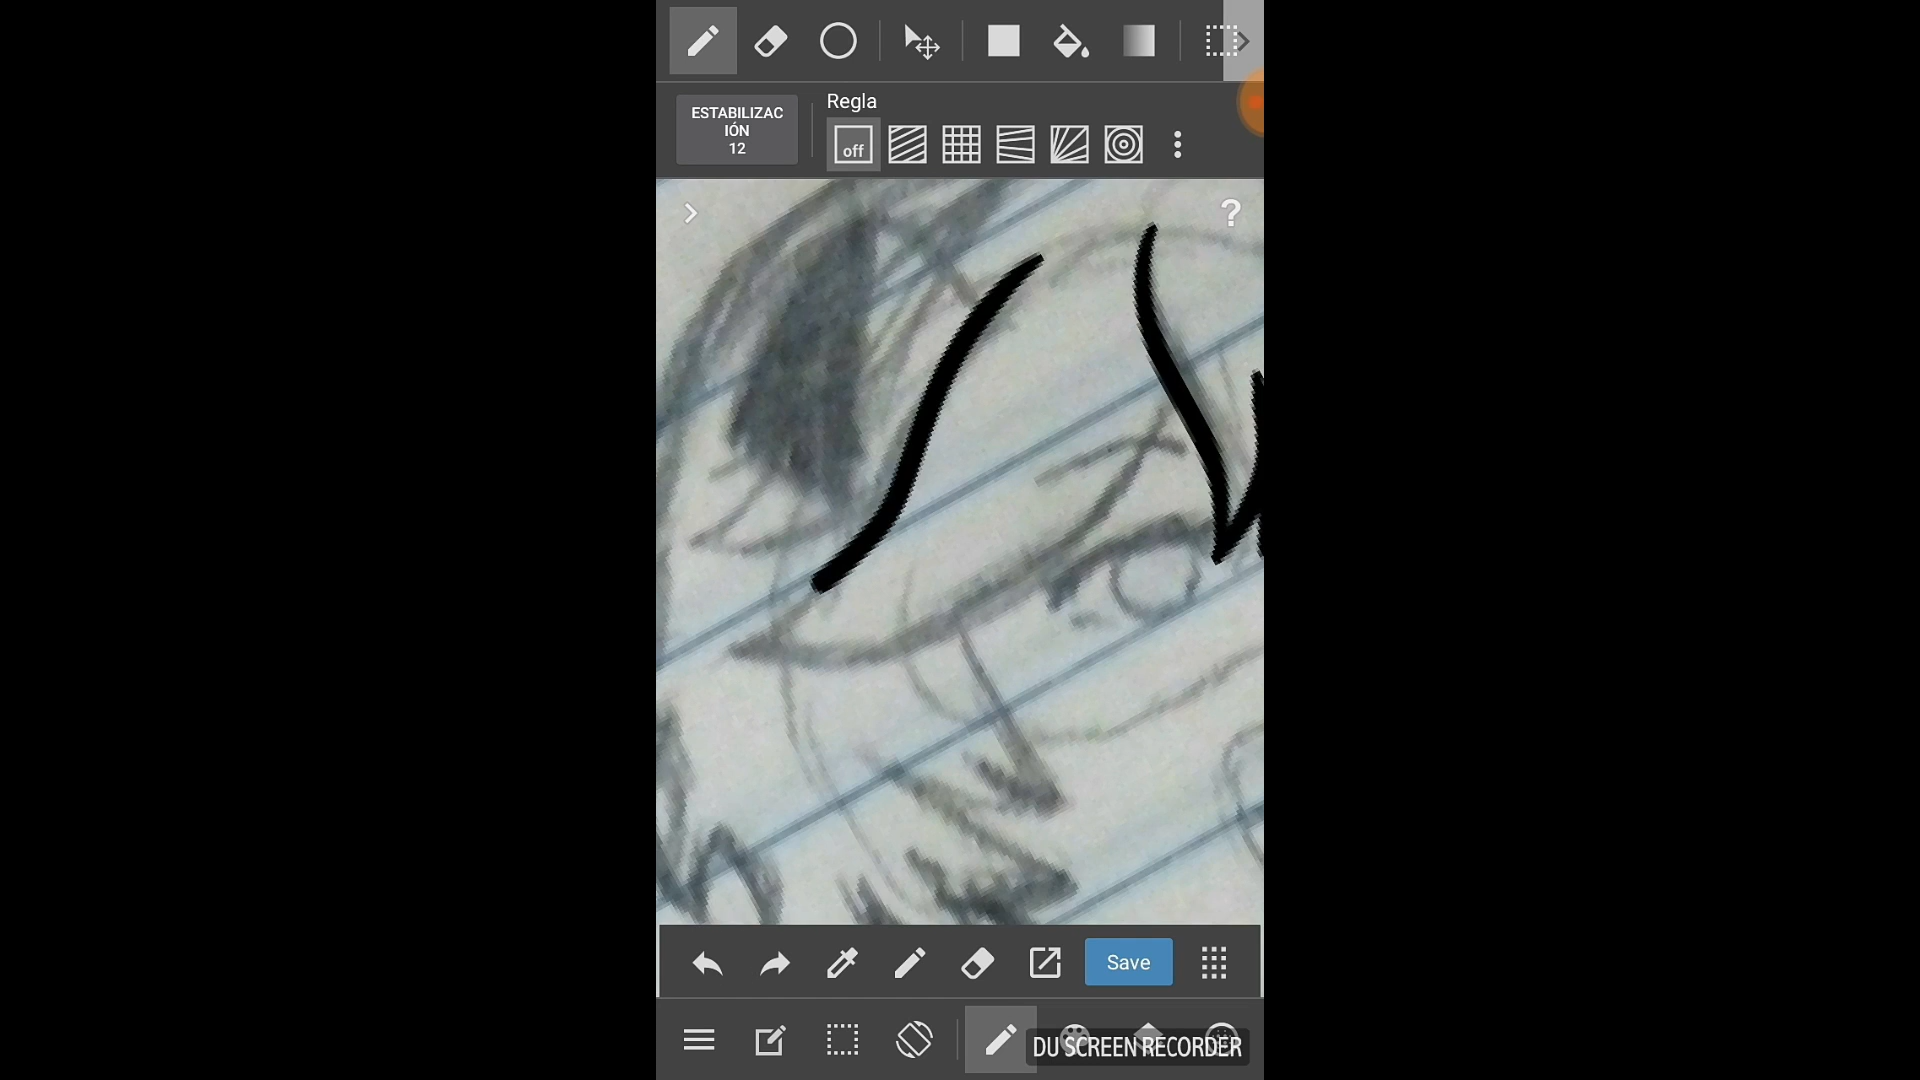 Regla
ESTABILIZAC
IÓN
12
off
?
Save
DU SCREEN RECORDER